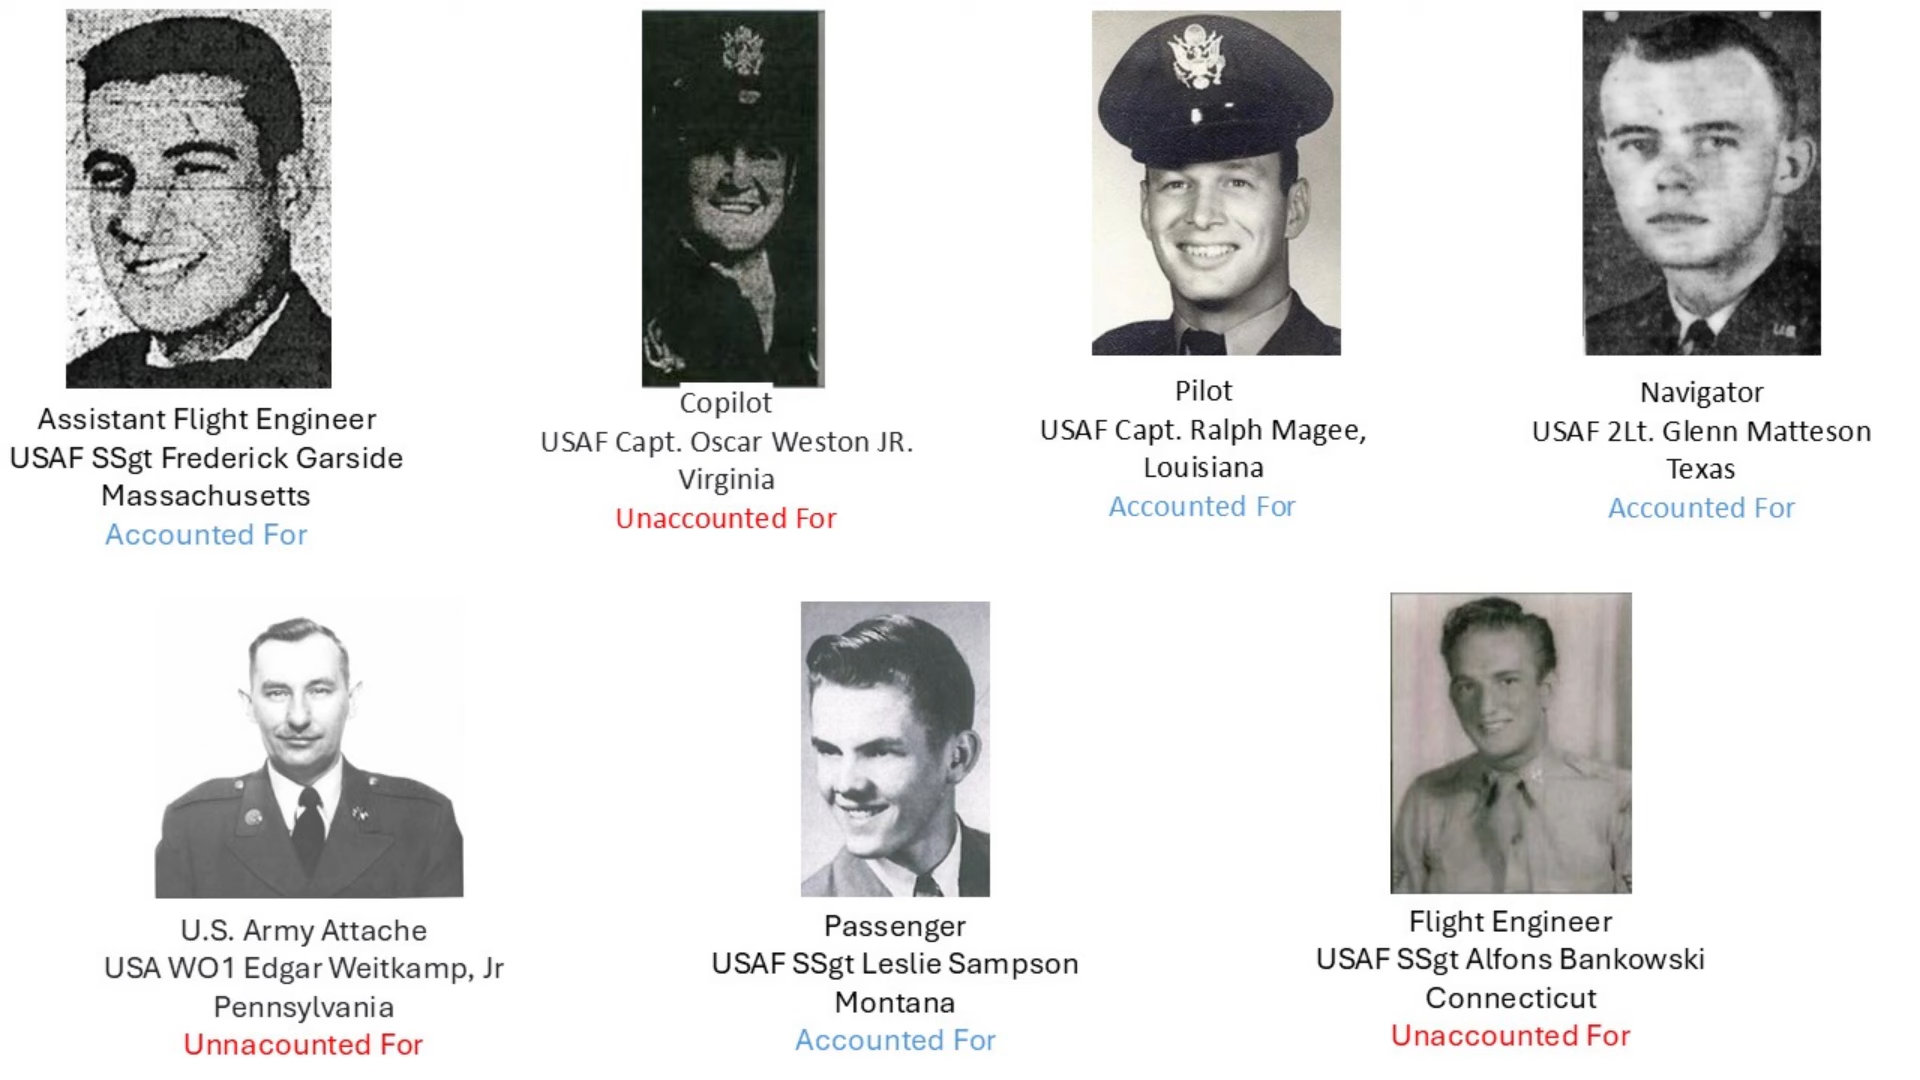 Assistant Flight Engineer
USAF SSgt Frederick Garside
Massachusetts
Accounted For
Copilot
USAF Capt. Oscar Weston JR.
Virginia
Unaccounted For
Pilot
USAF Capt. Ralph Magee,
Louisiana
Accounted For
Navigator
USAF 2Lt. Glenn Matteson
Texas
Accounted For
U.S. Army Attache
USA WO1 Edgar Weitkamp, Jr
Pennsylvania
Unnacounted For
Passenger
USAF SSgt Leslie Sampson
Montana
Accounted For
Flight Engineer
USAF SSgt Alfons Bankowski
Connecticut
Unaccounted For